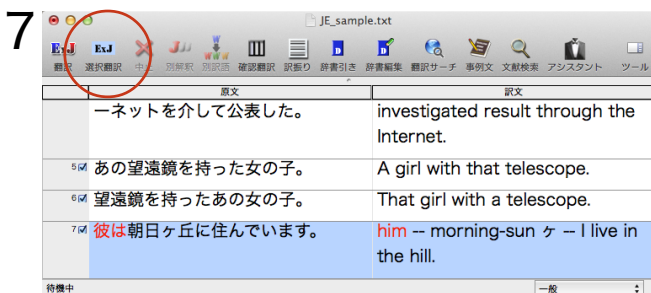 7
JE_sample.txt
ExJ ExJ
翻訳 選択翻訳 中止 別解釈 別訳語 確認翻訳 訳振り 辞書引き 辞書編集 翻訳サーチ 事例文 文献検索 アシスタント ツール
原文 訳文
ーネットを介して公表した。 investigated result through the
Internet.
5 あの望遠鏡を持った女の子。 A girl with that telescope.
6 望遠鏡を持ったあの女の子。 That girl with a telescope.
7 彼は朝日ヶ丘に住んでいます。 him -- morning-sun ヶ -- I live in
the hill.
待機中 一般